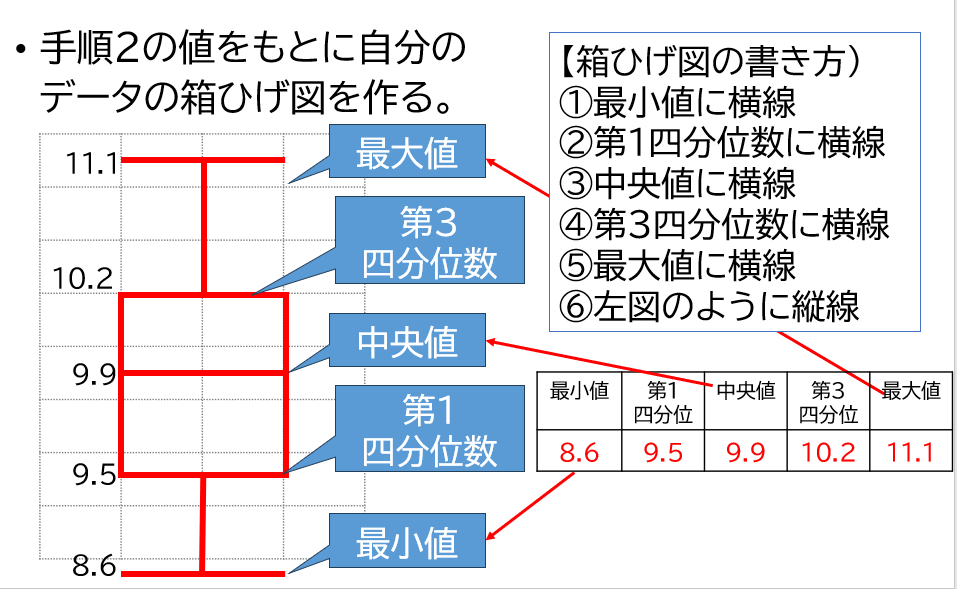 • 手順２の値をもとに自分の
データの箱ひげ図を作る。
【箱ひげ図の書き方）
①最小値に横線
②第１四分位数に横線
③中央値に横線
④第３四分位数に横線
⑤最大値に横線
⑥左図のように縦線
11.1
最大値
第３
四分位数
10.2
中央値
9.9
第１
四分位数
9.5
最小値
8.6
最小値 第１ 中央値 第３ 最大値
四分位 四分位
8.6 9.5 9.9 10.2 11.1